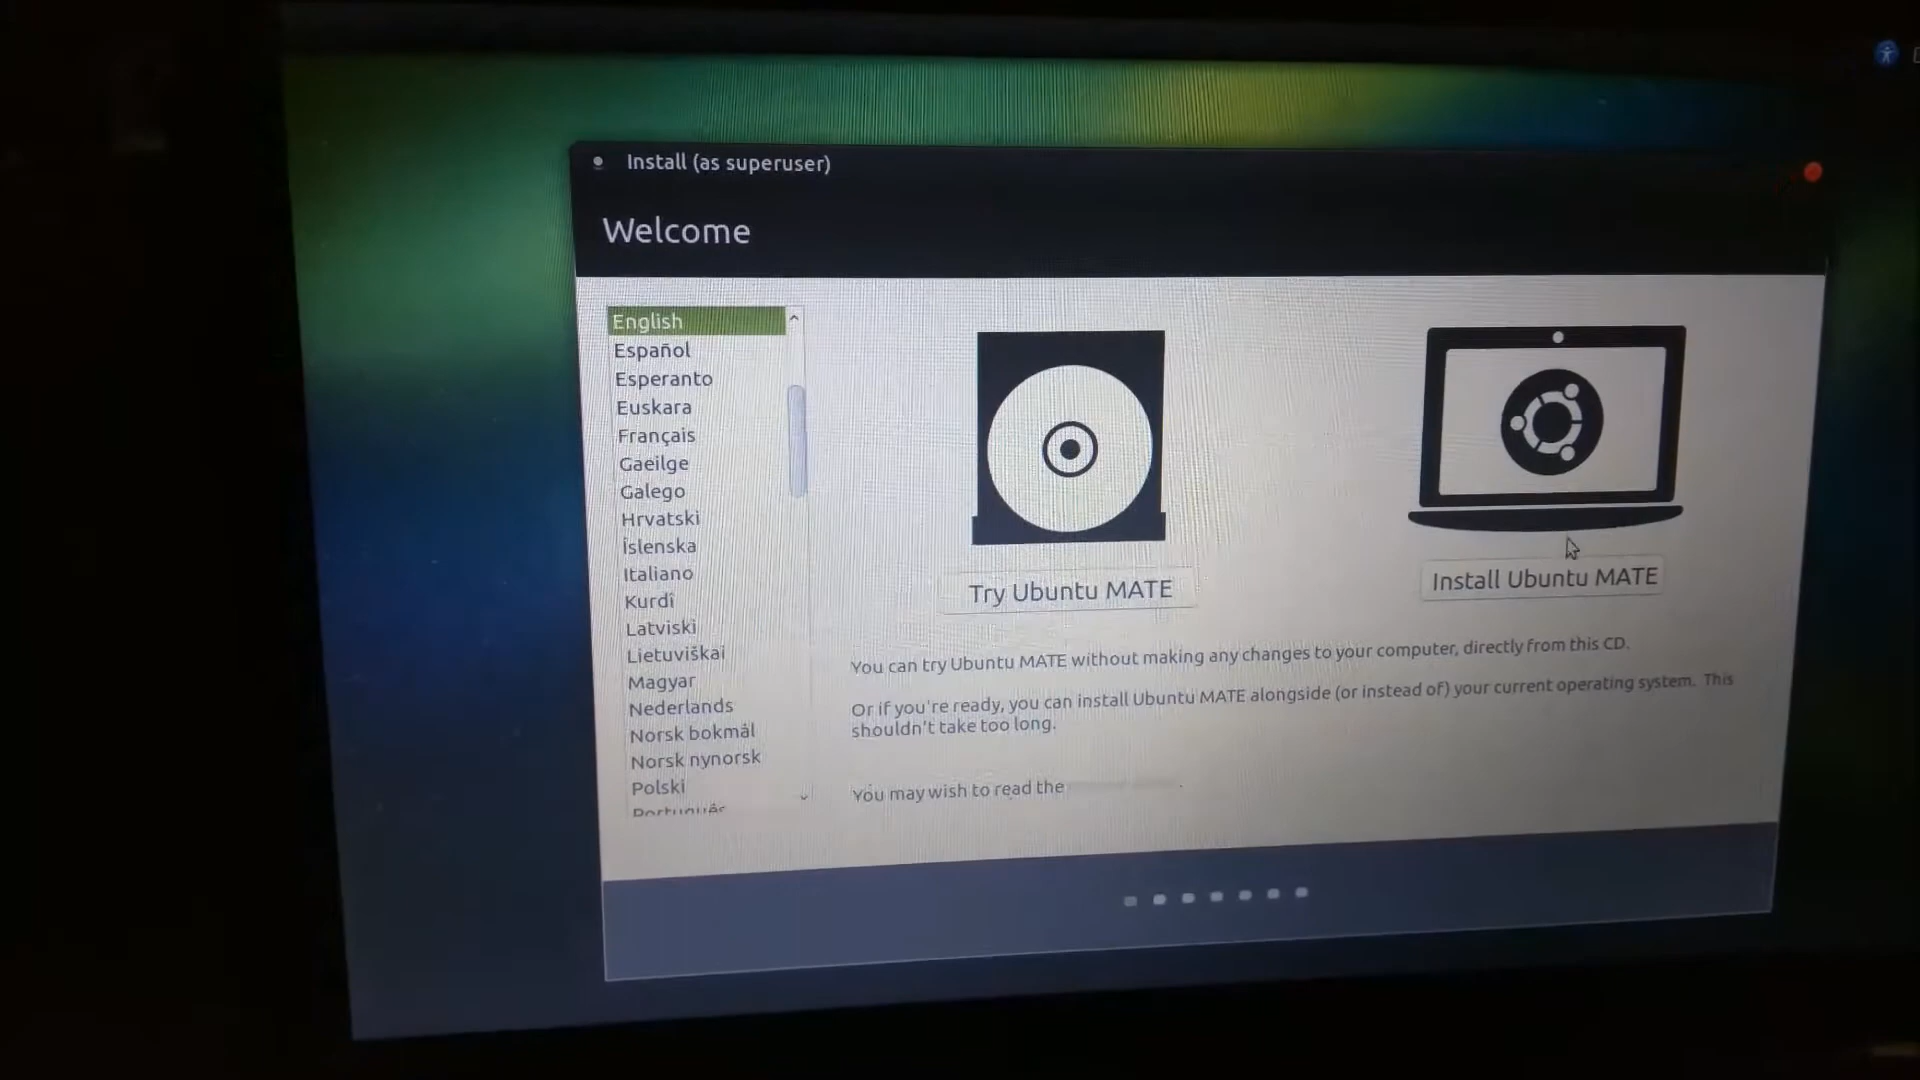 Install (as superuser)
Welcome
English
Español
Esperanto
Euskara
Français
Gaeilge
Galego
Hrvatski
Íslenska
Italiano
Kurdî
Latviski
Lietuviškai
Magyar
Nederlands
Norsk bokmål
Norsk nynorsk
Polski
Português
Try Ubuntu MATE
Install Ubuntu MATE
You can try Ubuntu MATE without making any changes to your computer, directly from this CD.
Or if you're ready, you can install Ubuntu MATE alongside (or instead of) your current operating system. This
shouldn't take too long.
You may wish to read the